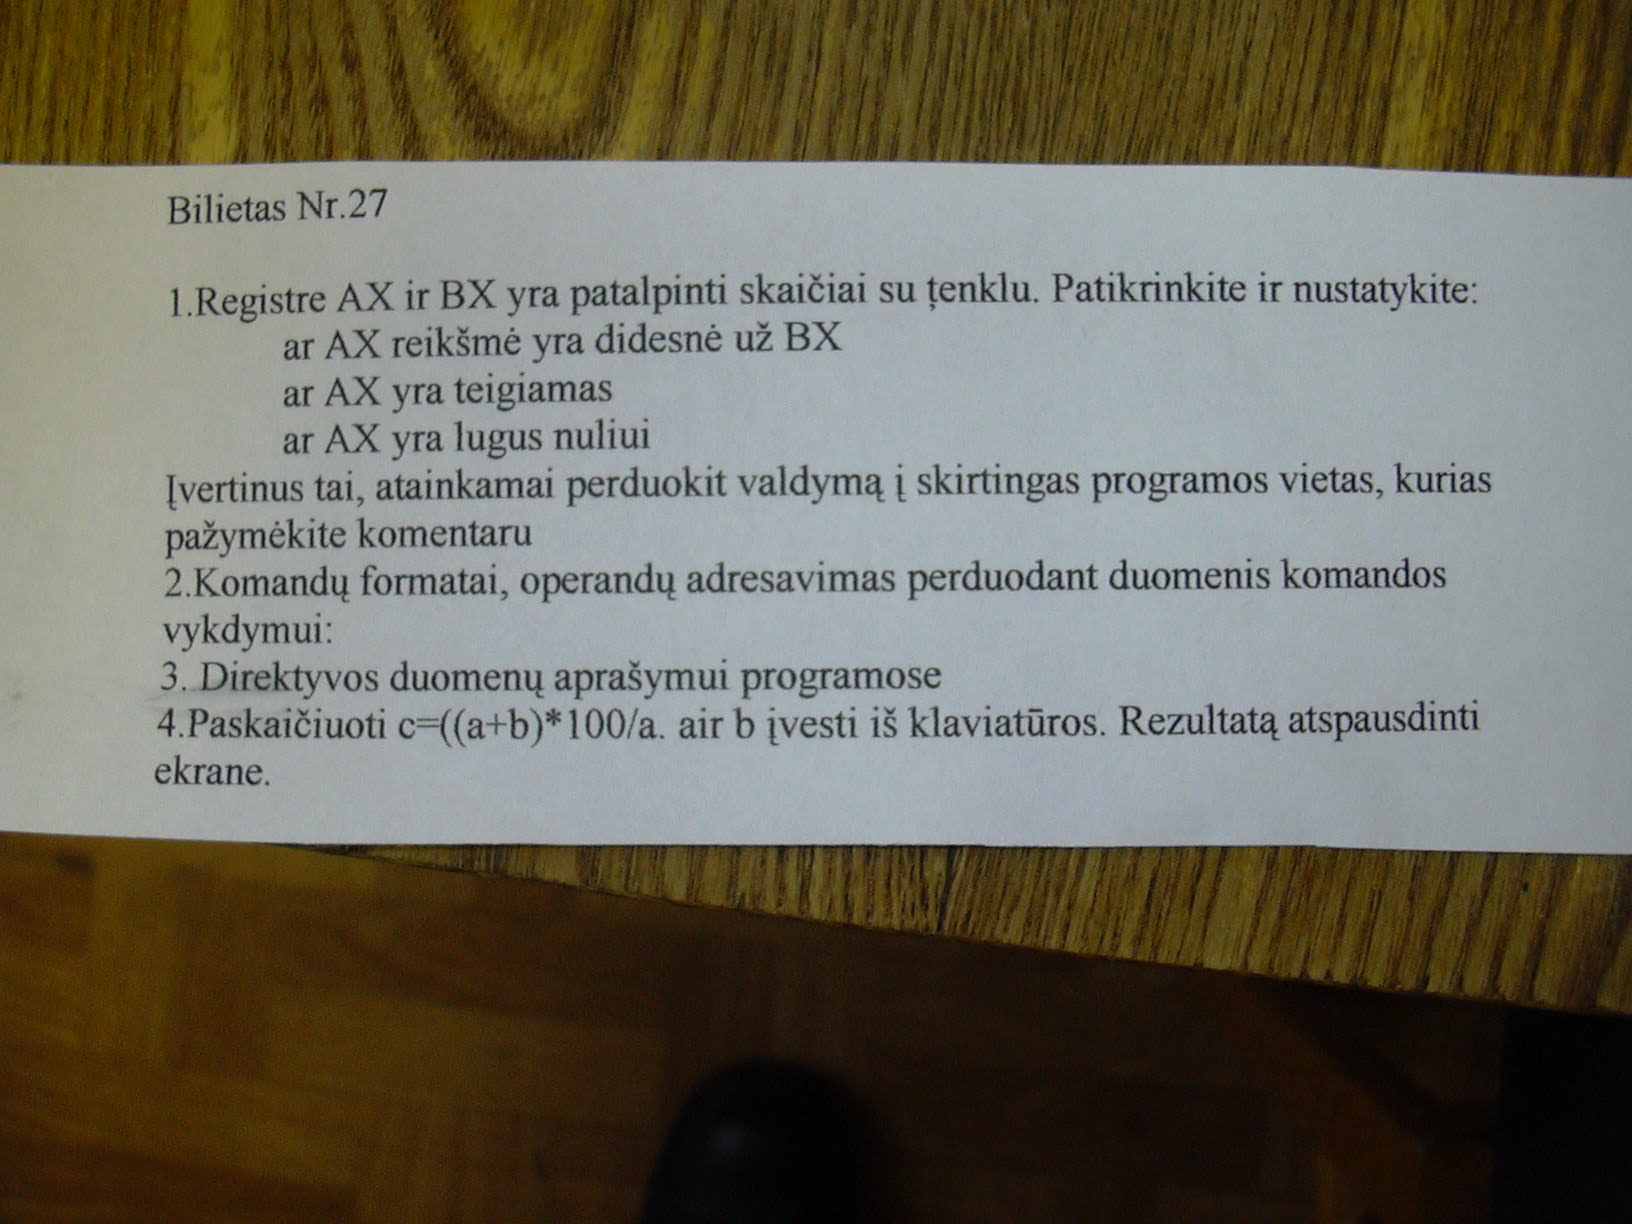 Bilietas Nr.27
1.Registre AX ir BX yra patalpinti skaičiai su ţenklu. Patikrinkite ir nustatykite:
ar AX reikšmė yra didesnė už BX
ar AX yra teigiamas
ar AX yra lugus nuliui
Įvertinus tai, atainkamai perduokit valdymą į skirtingas programos vietas, kurias
pažymėkite komentaru
2.Komandų formatai, operandų adresavimas perduodant duomenis komandos
vykdymui:
3. Direktyvos duomenų aprašymui programose
4.Paskaičiuoti c=((a+b)*100/a. air b įvesti iš klaviatūros. Rezultatą atspausdinti
ekrane.